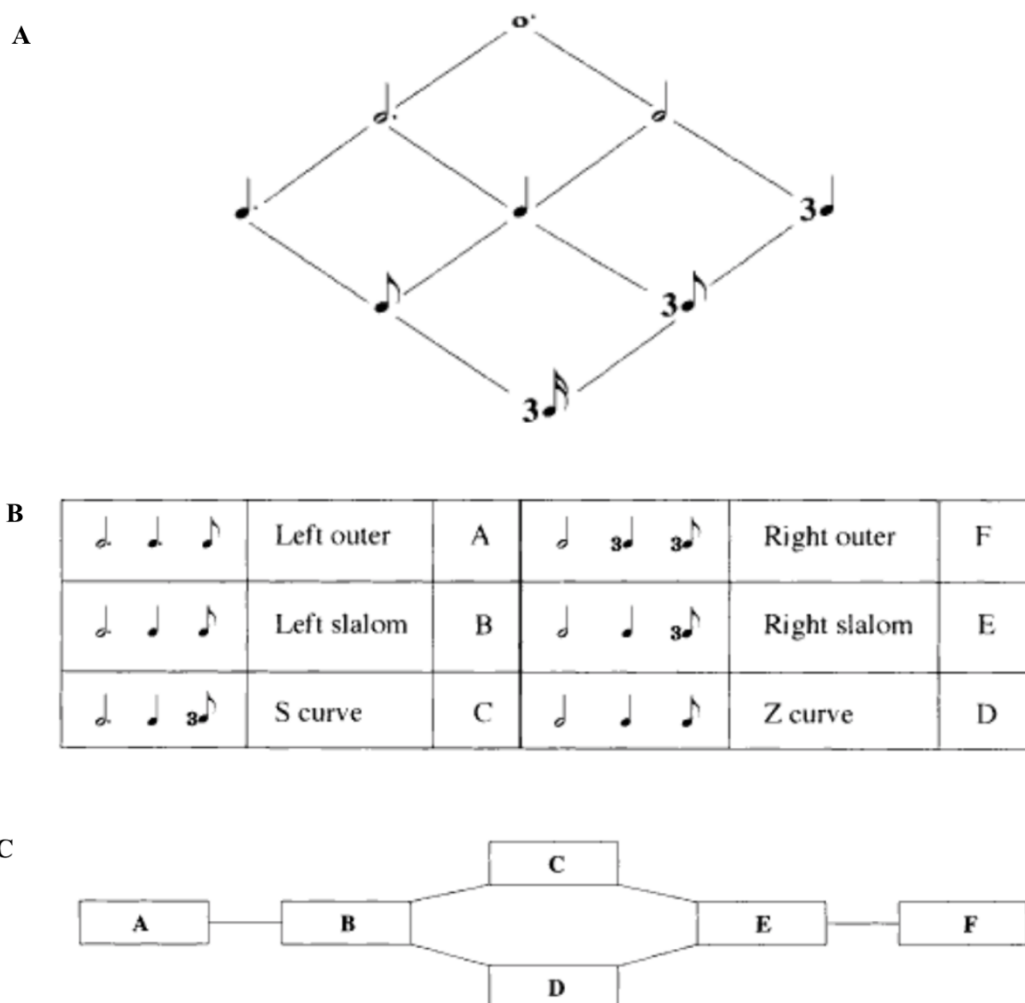 A
3
3
3
B
Left outer A 3 3 Right outer F
Left slalom B 3 Right slalom E
3 S curve C Z curve D
C
C
A B E F
D